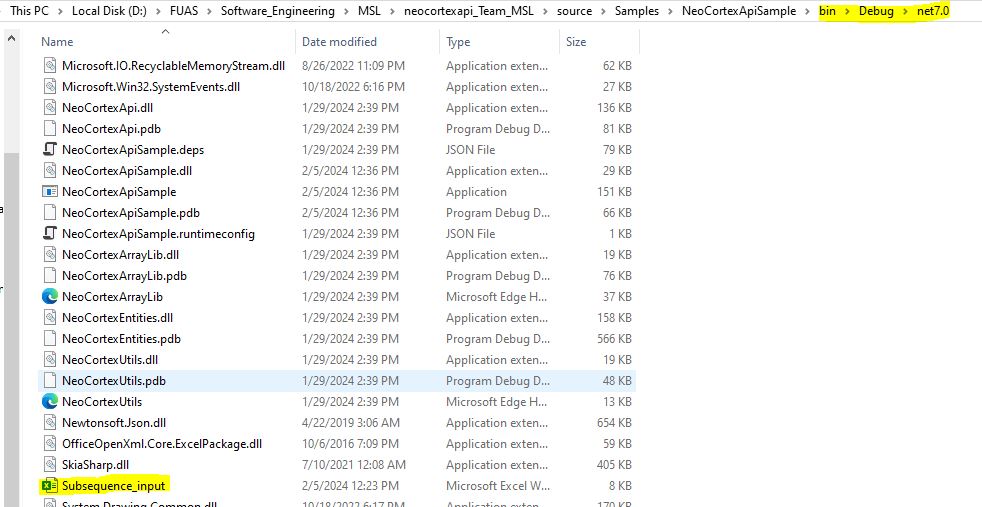 This PC > Local Disk (D:) > FUAS > Software_Engineering > MSL > neocortexapi_Team_MSL > source > Samples > NeoCortexApiSample > bin > Debug > net7.0
Name Date modified Type Size
Microsoft.IO.RecyclableMemoryStream.dll 8/26/2022 11:09 PM Application exten... 62 KB
Microsoft.Win32.SystemEvents.dll 10/18/2022 6:16 PM Application exten... 27 KB
NeoCortexApi.dll 1/29/2024 2:39 PM Application exten... 136 KB
NeoCortexApi.pdb 1/29/2024 2:39 PM Program Debug D... 81 KB
NeoCortexApiSample.deps 1/29/2024 2:39 PM JSON File 79 KB
NeoCortexApiSample.dll 2/5/2024 12:36 PM Application exten... 29 KB
NeoCortexApiSample 2/5/2024 12:36 PM Application 151 KB
NeoCortexApiSample.pdb 2/5/2024 12:36 PM Program Debug D... 66 KB
NeoCortexApiSample.runtimeconfig 1/29/2024 2:39 PM JSON File 1 KB
NeoCortexArrayLib.dll 1/29/2024 2:39 PM Application exten... 19 KB
NeoCortexArrayLib.pdb 1/29/2024 2:39 PM Program Debug D... 76 KB
NeoCortexArrayLib 1/29/2024 2:39 PM Microsoft Edge H... 37 KB
NeoCortexEntities.dll 1/29/2024 2:39 PM Application exten... 158 KB
NeoCortexEntities.pdb 1/29/2024 2:39 PM Program Debug D... 566 KB
NeoCortexUtils.dll 1/29/2024 2:39 PM Application exten... 19 KB
NeoCortexUtils.pdb 1/29/2024 2:39 PM Program Debug D... 48 KB
NeoCortexUtils 1/29/2024 2:39 PM Microsoft Edge H... 13 KB
Newtonsoft.Json.dll 4/22/2019 3:06 AM Application exten... 654 KB
OfficeOpenXml.Core.ExcelPackage.dll 10/6/2016 7:09 PM Application exten... 59 KB
SkiaSharp.dll 7/10/2021 12:08 AM Application exten... 405 KB
Subsequence_input 2/5/2024 12:23 PM Microsoft Excel W... 8 KB
System.Drawing.Common.dll 10/18/2022 6:17 PM Application exten... 170 KB